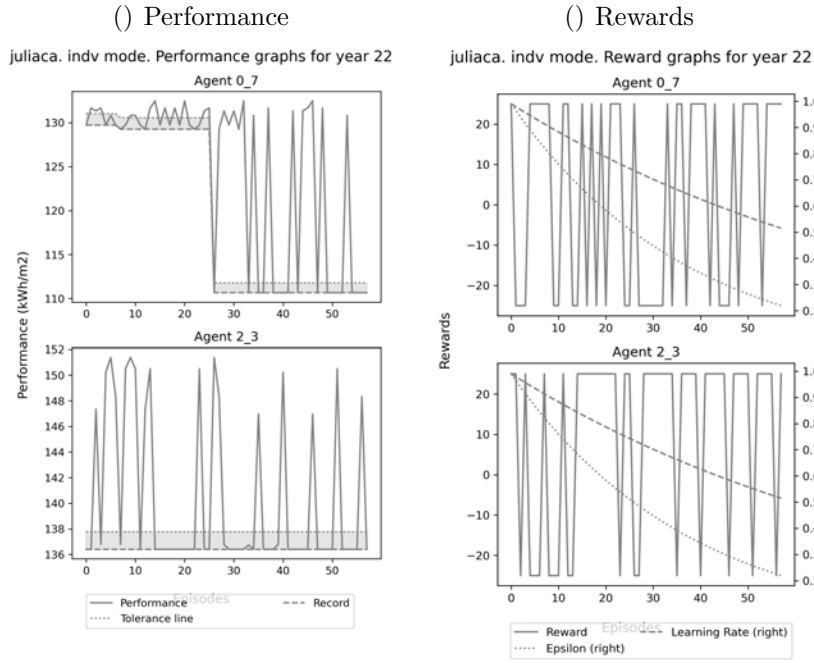 () Performance
juliaca. indv mode. Performance graphs for year 22
Agent 0_7
130
125
120
115
110
0 10 20 30 40 50
Performance (kWh/m2)
Agent 2_3
152
150
148
146
144
142
140
138
136
0 10 20 30 40 50
Episodes
Performance
Tolerance line
Record
() Rewards
juliaca. indv mode. Reward graphs for year 22
Agent 0_7
20
10
0
−10
−20
0 10 20 30 40 50
Rewards
Agent 2_3
20
10
0
−10
−20
0 10 20 30 40 50
Episodes
Reward
Epsilon (right)
Learning Rate (right)